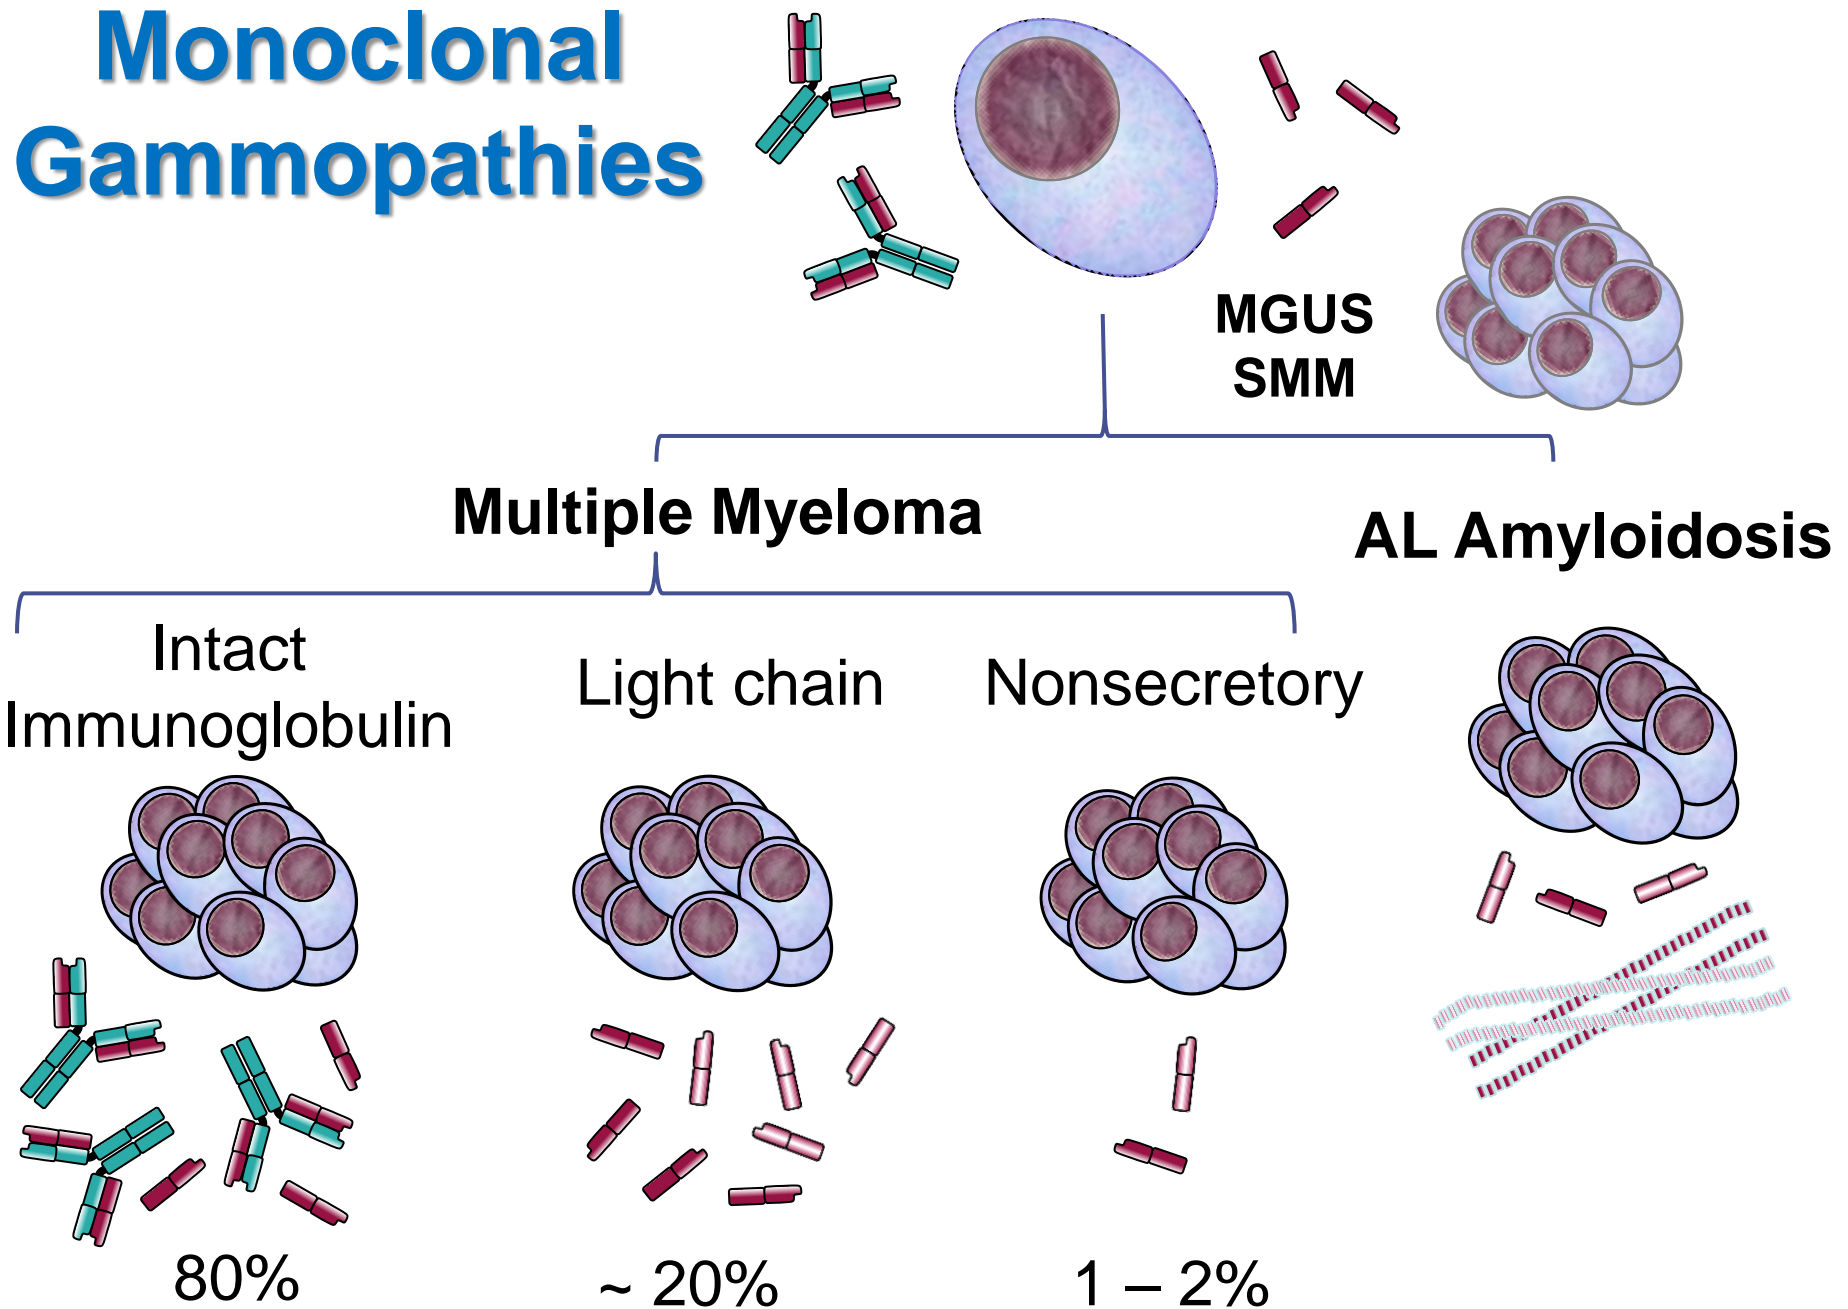 Monoclonal
Gammopathies
MGUS
SMM
Multiple Myeloma
AL Amyloidosis
Intact
Immunoglobulin
Light chain
Nonsecretory
80%
~ 20%
1 – 2%